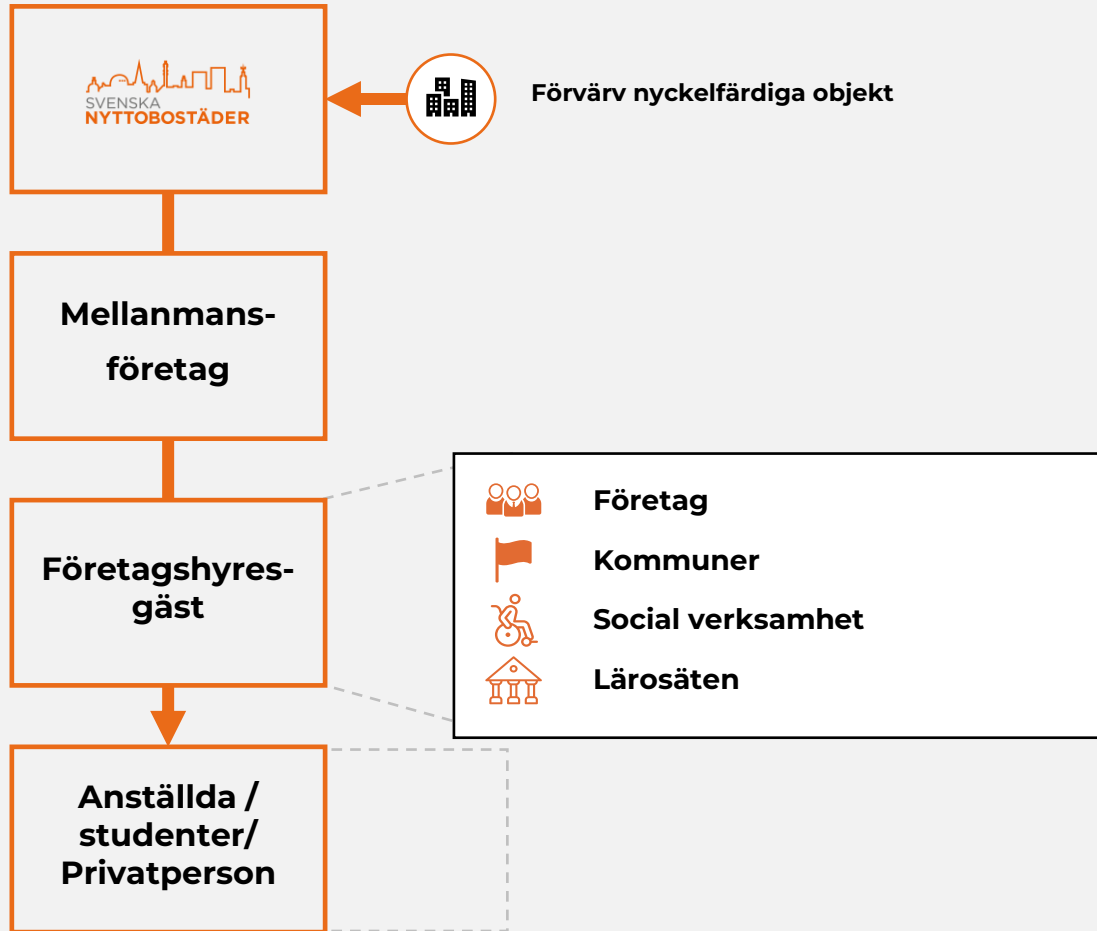 SVENSKA
NYTTOBOSTÄDER
Förvärv nyckelfärdiga objekt
Mellanmans-
företag
Företagshyres-
gäst
Företag
Kommuner
Social verksamhet
Lärosäten
Anställda /
studenter/
Privatperson